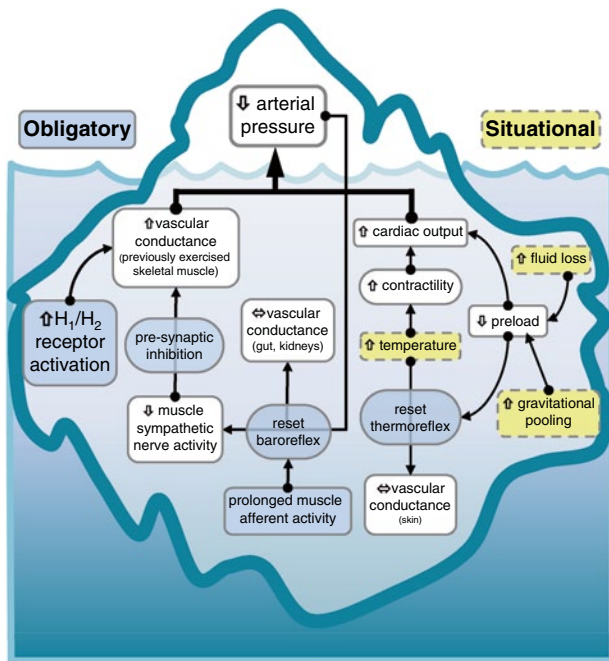 ⇩ arterial
pressure
Obligatory
Situational
⇧vascular
conductance
(previously exercised
skeletal muscle)
⇧ cardiac output
⇧ fluid loss
⇧ contractility
⇧H₁/H₂
receptor
activation
pre-synaptic
inhibition
⇔vascular
conductance
(gut, kidneys)
⇩ preload
⇧ temperature
⇩ muscle
sympathetic
nerve activity
reset
baroreflex
reset
thermoreflex
⇧ gravitational
pooling
prolonged muscle
afferent activity
⇔vascular
conductance
(skin)